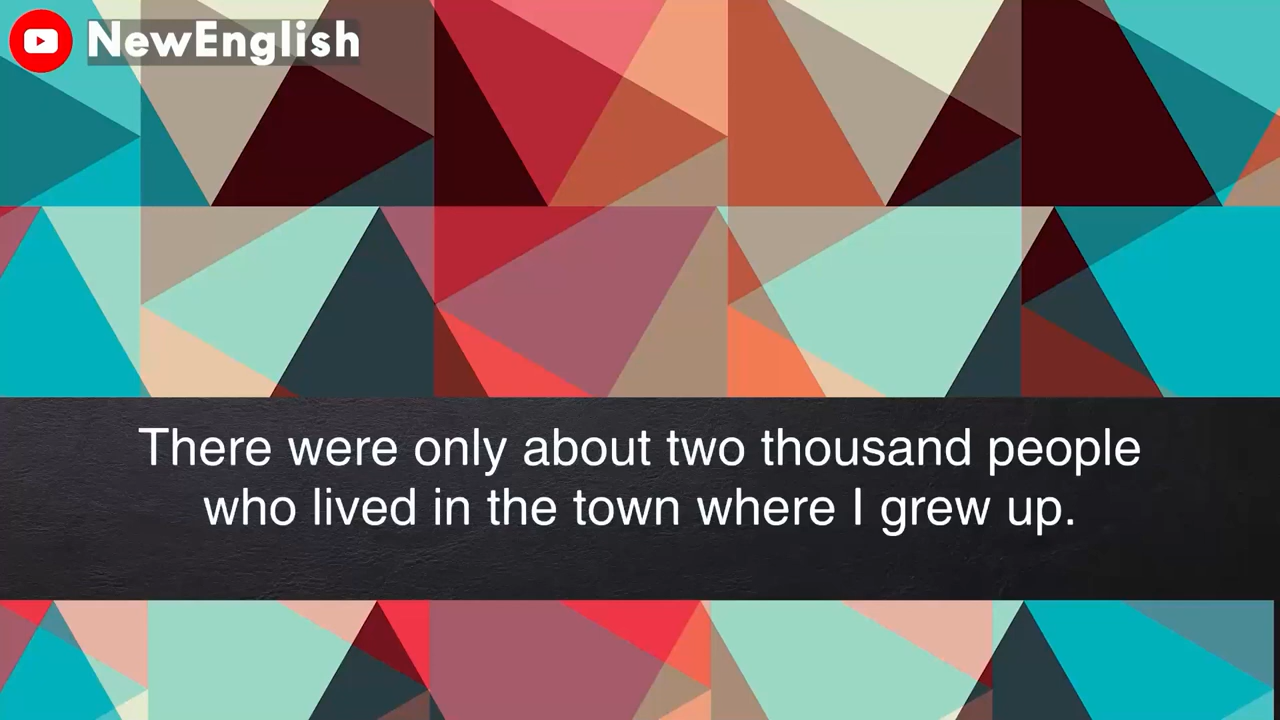 NewEnglish
There were only about two thousand people
who lived in the town where I grew up.